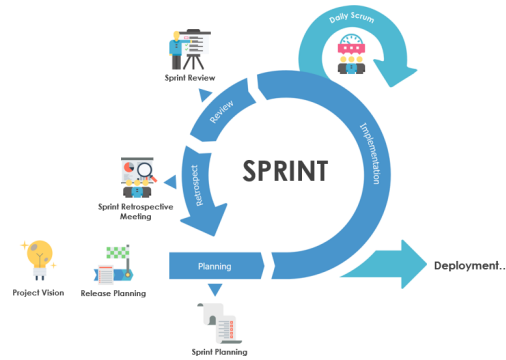 Daily Scrum
Sprint Review
Review
Implementation
SPRINT
Retrospect
Sprint Retrospective
Meeting
Planning
Deployment..
Project Vision
Release Planning
Sprint Planning